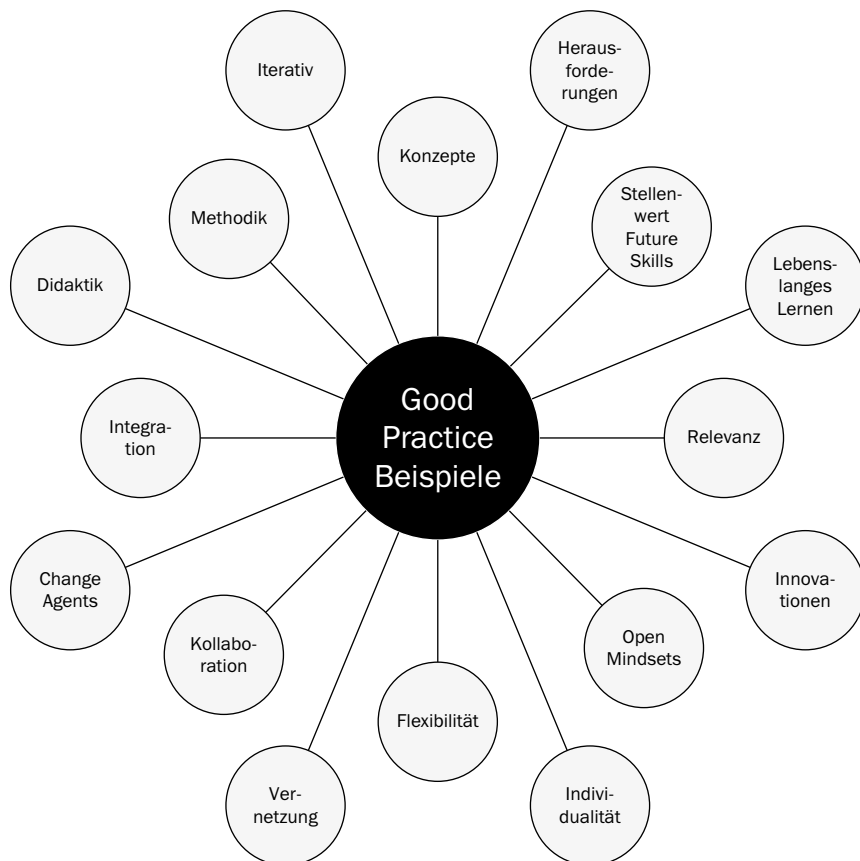 Iterativ
Heraus-
forde-
rungen
Konzepte
Methodik
Stellen-
wert
Future
Skills
Didaktik
Lebens-
langes
Lernen
Good
Practice
Beispiele
Integra-
tion
Relevanz
Change
Agents
Innova-
tionen
Kollabo-
ration
Open
Mindsets
Flexibilität
Ver-
netzung
Indivi-
dualität